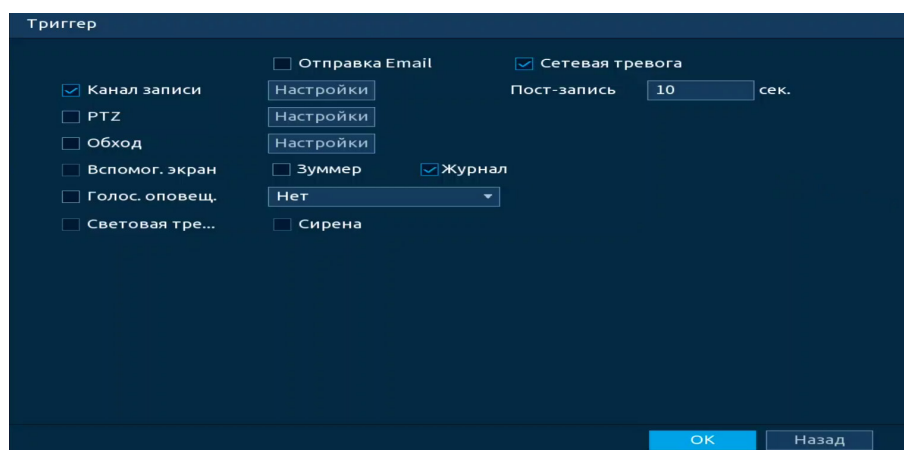 Триггер
Отправка Email Сетевая тревога
Канал записи Настройки Пост-запись 10 сек.
PTZ Настройки
Обход Настройки
Вспомог. экран Зуммер Журнал
Голос. оповещ. Нет
Световая тре... Сирена
OK Назад